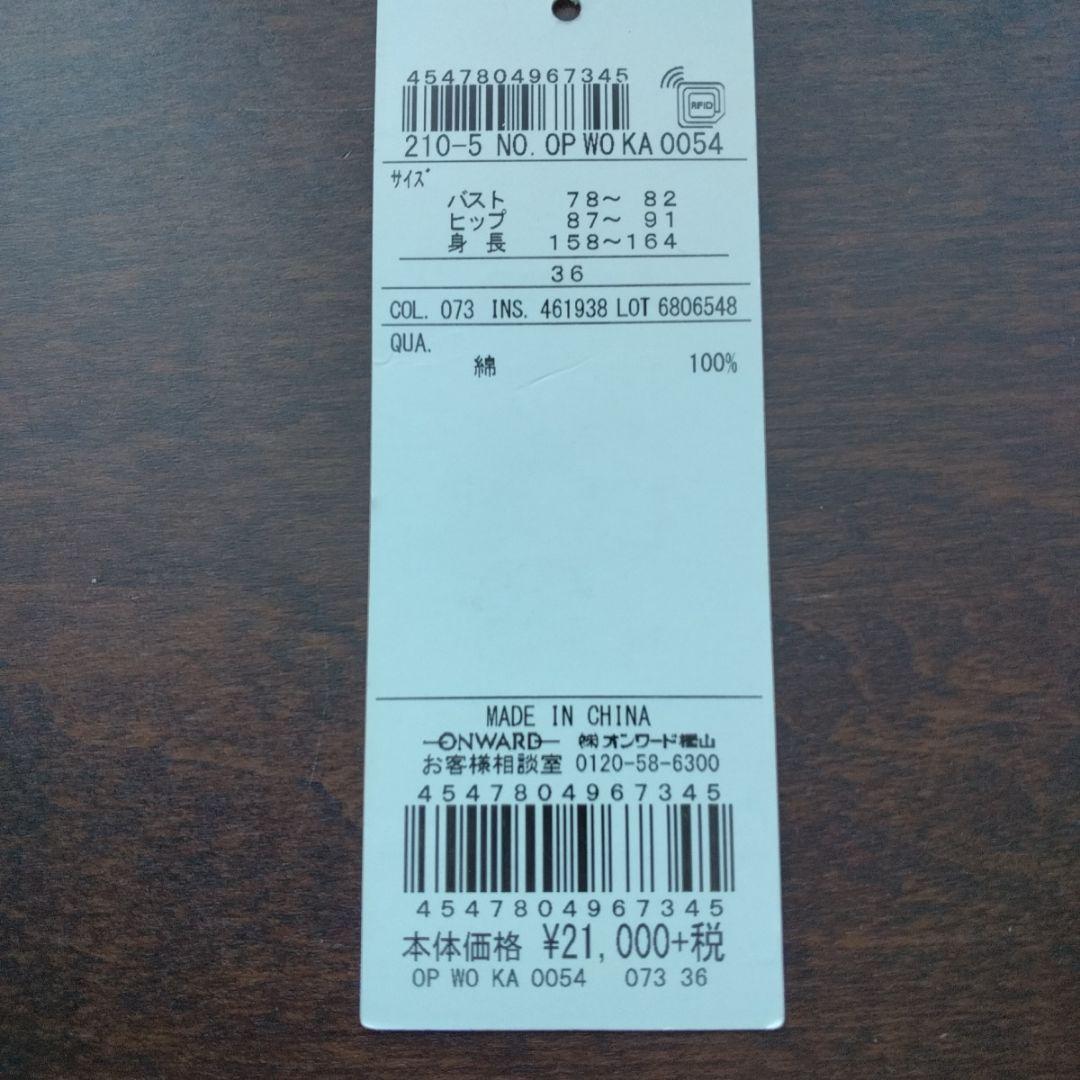 4547804967345
RFID
210-5 NO. OP WO KA 0054
サイズ
バスト 78〜 82
ヒップ 87〜 91
身長 158〜164
36
COL. 073 INS. 461938 LOT 6806548
QUA.
綿 100%
MADE IN CHINA
ONWARD ㈱オンワード樫山
お客様相談室 0120-58-6300
4547804967345
4547804967345
本体価格 ¥21,000+税
OP WO KA 0054 073 36